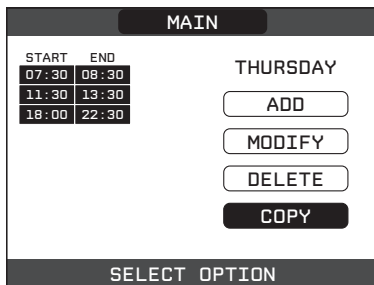 MAIN
START END
07:30 08:30
11:30 13:30
18:00 22:30
THURSDAY
ADD
MODIFY
DELETE
COPY
SELECT OPTION